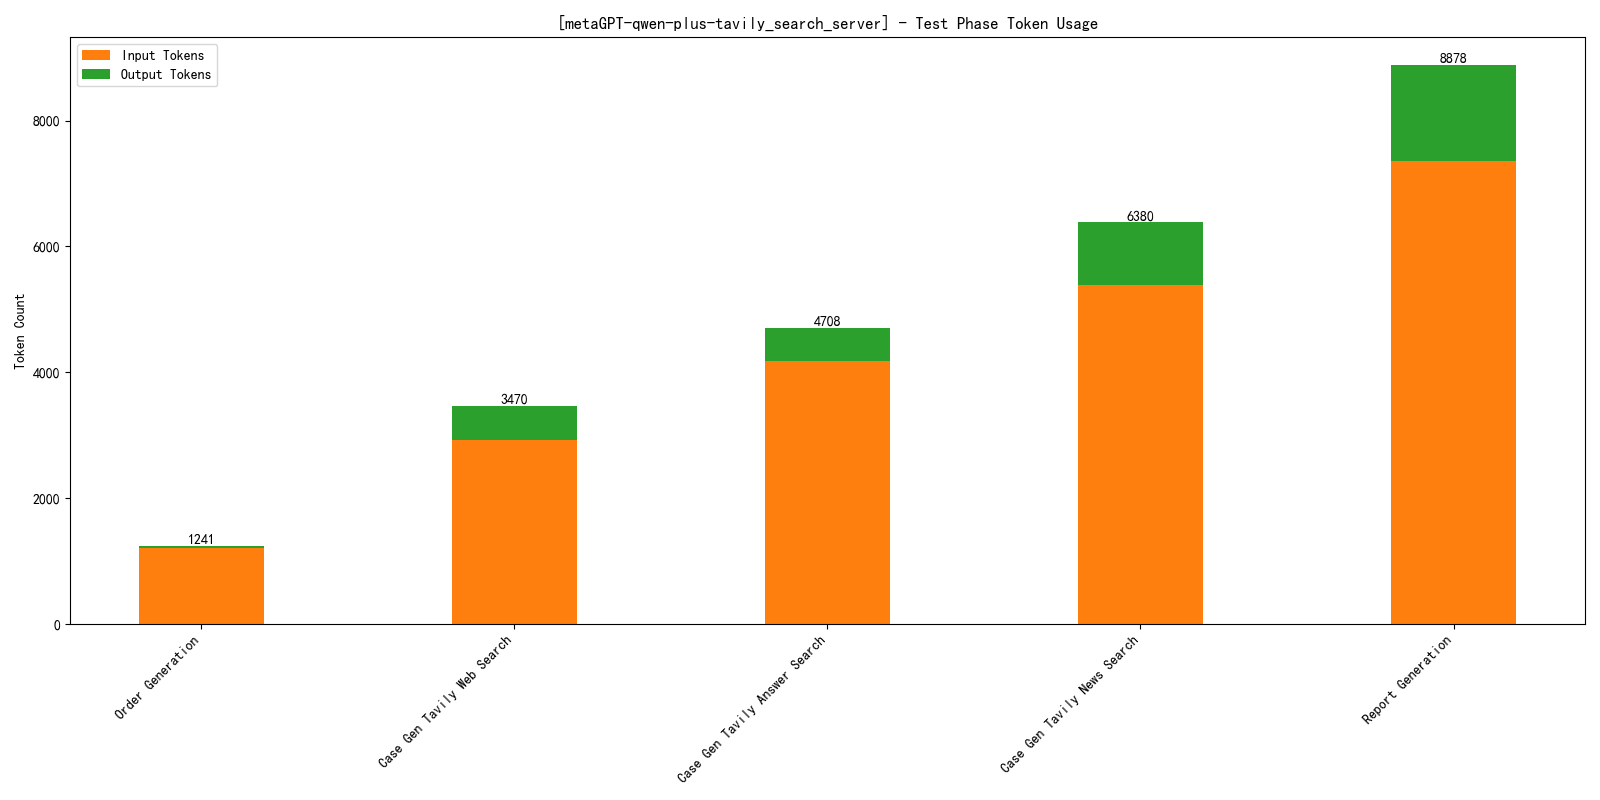 [metaGPT-qwen-plus-tavily_search_server] - Test Phase Token Usage
Input Tokens
Output Tokens
Token Count
8000
6000
4000
2000
0
1241
3470
4708
6380
8878
Order Generation
Case Gen Tavily Web Search
Case Gen Tavily Answer Search
Case Gen Tavily News Search
Report Generation